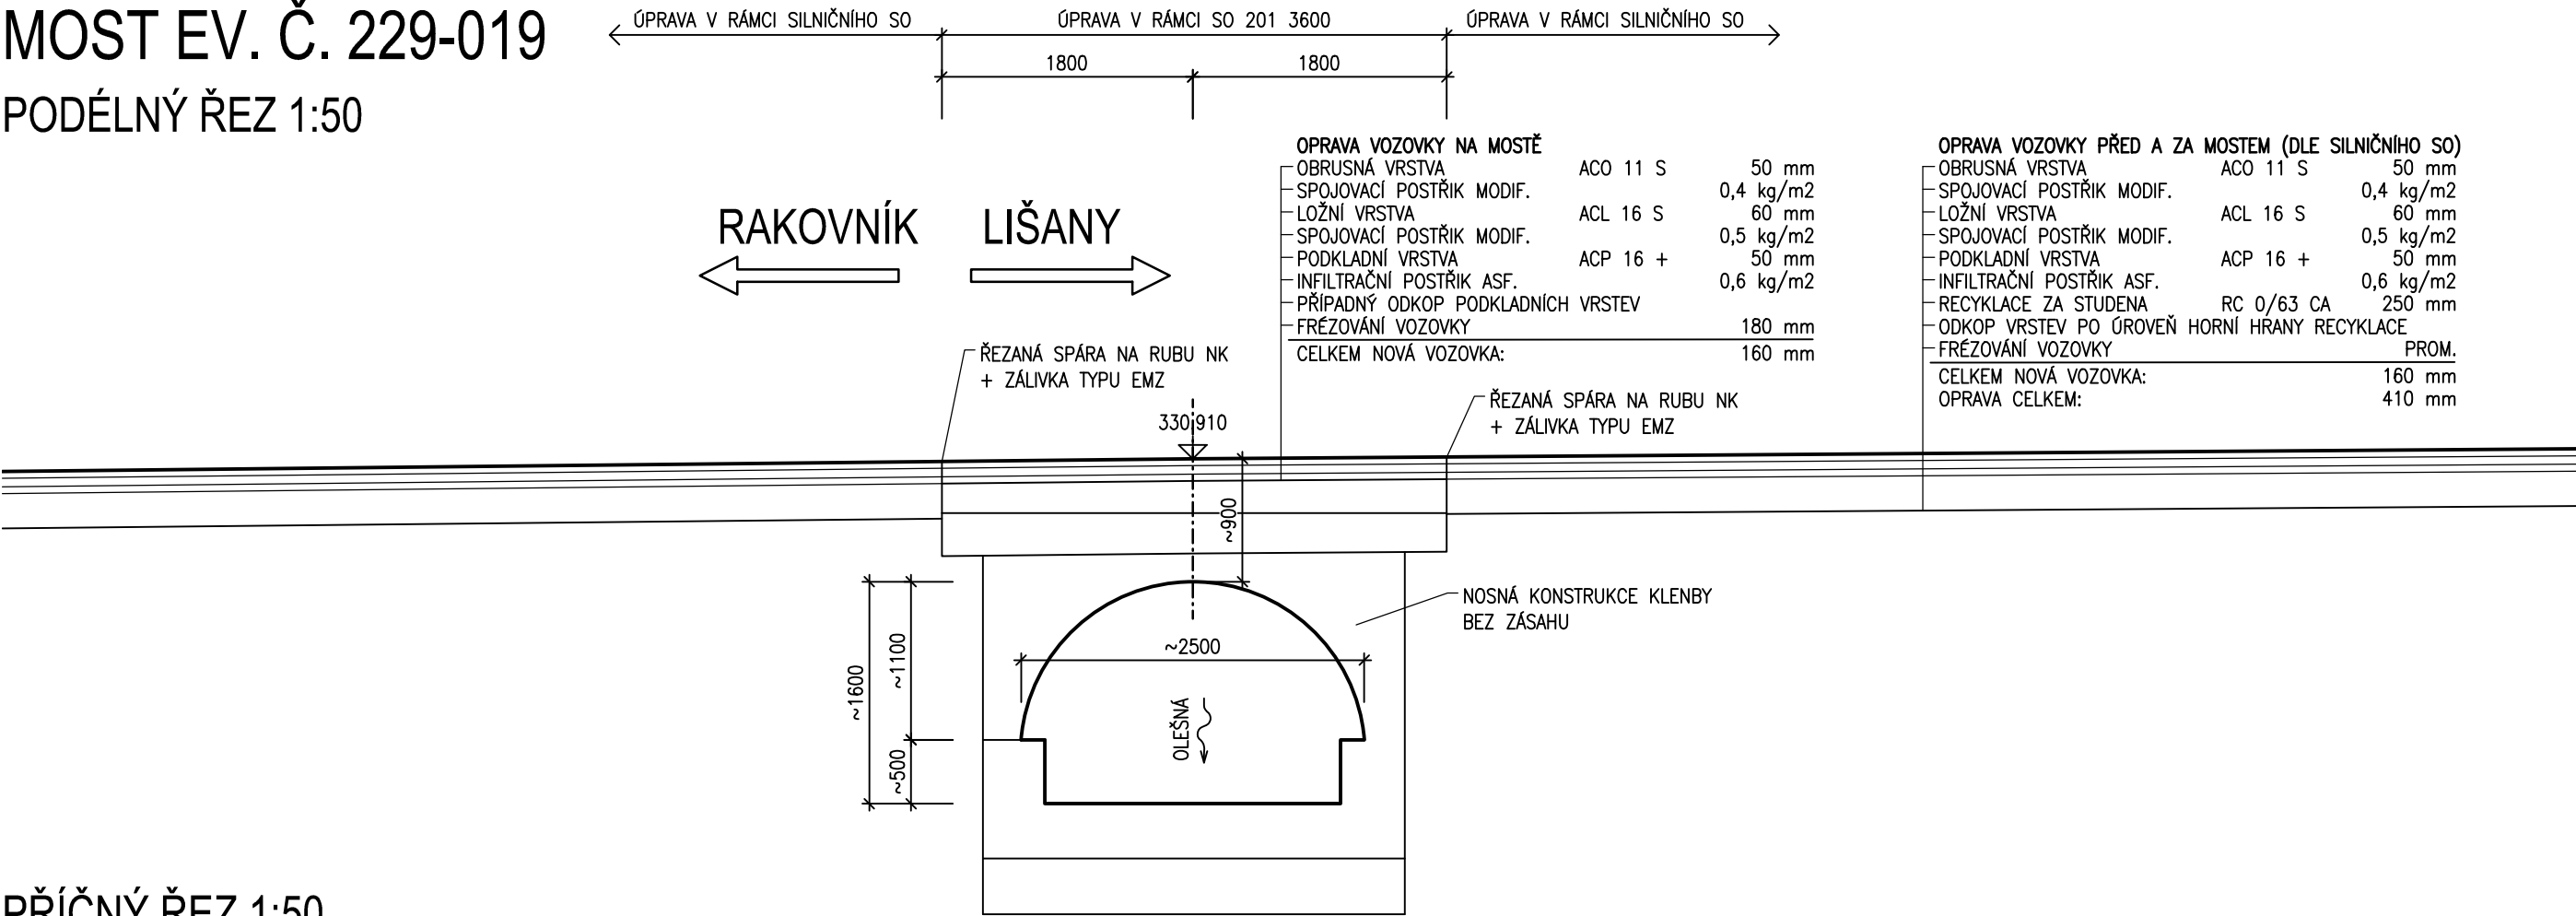 MOST EV. Č. 229-019
PODÉLNÝ ŘEZ 1:50
ÚPRAVA V RÁMCI SILNIČNÍHO SO
ÚPRAVA V RÁMCI SO 201 3600
ÚPRAVA V RÁMCI SILNIČNÍHO SO
1800
1800
RAKOVNÍK
LIŠANY
OPRAVA VOZOVKY NA MOSTĚ
OBRUSNÁ VRSTVA ACO 11 S 50 mm
SPOJOVACÍ POSTŘIK MODIF. 0,4 kg/m2
LOŽNÍ VRSTVA ACL 16 S 60 mm
SPOJOVACÍ POSTŘIK MODIF. 0,5 kg/m2
PODKLADNÍ VRSTVA ACP 16 + 50 mm
INFILTRAČNÍ POSTŘIK ASF. 0,6 kg/m2
PŘÍPADNÝ ODKOP PODKLADNÍCH VRSTEV
FRÉZOVÁNÍ VOZOVKY 180 mm
CELKEM NOVÁ VOZOVKA: 160 mm
OPRAVA VOZOVKY PŘED A ZA MOSTEM (DLE SILNIČNÍHO SO)
OBRUSNÁ VRSTVA ACO 11 S 50 mm
SPOJOVACÍ POSTŘIK MODIF. 0,4 kg/m2
LOŽNÍ VRSTVA ACL 16 S 60 mm
SPOJOVACÍ POSTŘIK MODIF. 0,5 kg/m2
PODKLADNÍ VRSTVA ACP 16 + 50 mm
INFILTRAČNÍ POSTŘIK ASF. 0,6 kg/m2
RECYKLACE ZA STUDENA RC 0/63 CA 250 mm
ODKOP VRSTEV PO ÚROVEŇ HORNÍ HRANY RECYKLACE
FRÉZOVÁNÍ VOZOVKY PROM.
CELKEM NOVÁ VOZOVKA: 160 mm
OPRAVA CELKEM: 410 mm
ŘEZANÁ SPÁRA NA RUBU NK
+ ZÁLIVKA TYPU EMZ
330,910
ŘEZANÁ SPÁRA NA RUBU NK
+ ZÁLIVKA TYPU EMZ
~900
NOSNÁ KONSTRUKCE KLENBY
BEZ ZÁSAHU
~2500
~1600
~1100
~500
OLEŠNÁ
PŘÍČNÝ ŘEZ 1:50